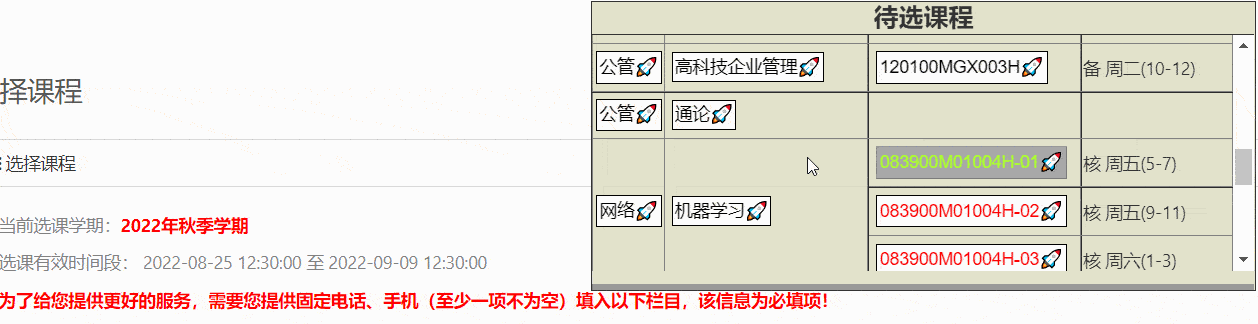 择课程
选择课程
当前选课学期：2022年秋季学期
选课有效时间段： 2022-08-25 12:30:00 至 2022-09-09 12:30:00
为了给您提供更好的服务，需要您提供固定电话、手机（至少一项不为空）填入以下栏目，该信息为必填项！
待选课程
公管🚀 高科技企业管理🚀 120100MGX003H🚀 备 周二(10-12)
公管🚀 通论🚀
083900M01004H-01🚀 核 周五(5-7)
网络🚀 机器学习🚀 083900M01004H-02🚀 核 周五(9-11)
083900M01004H-03🚀 核 周六(1-3)